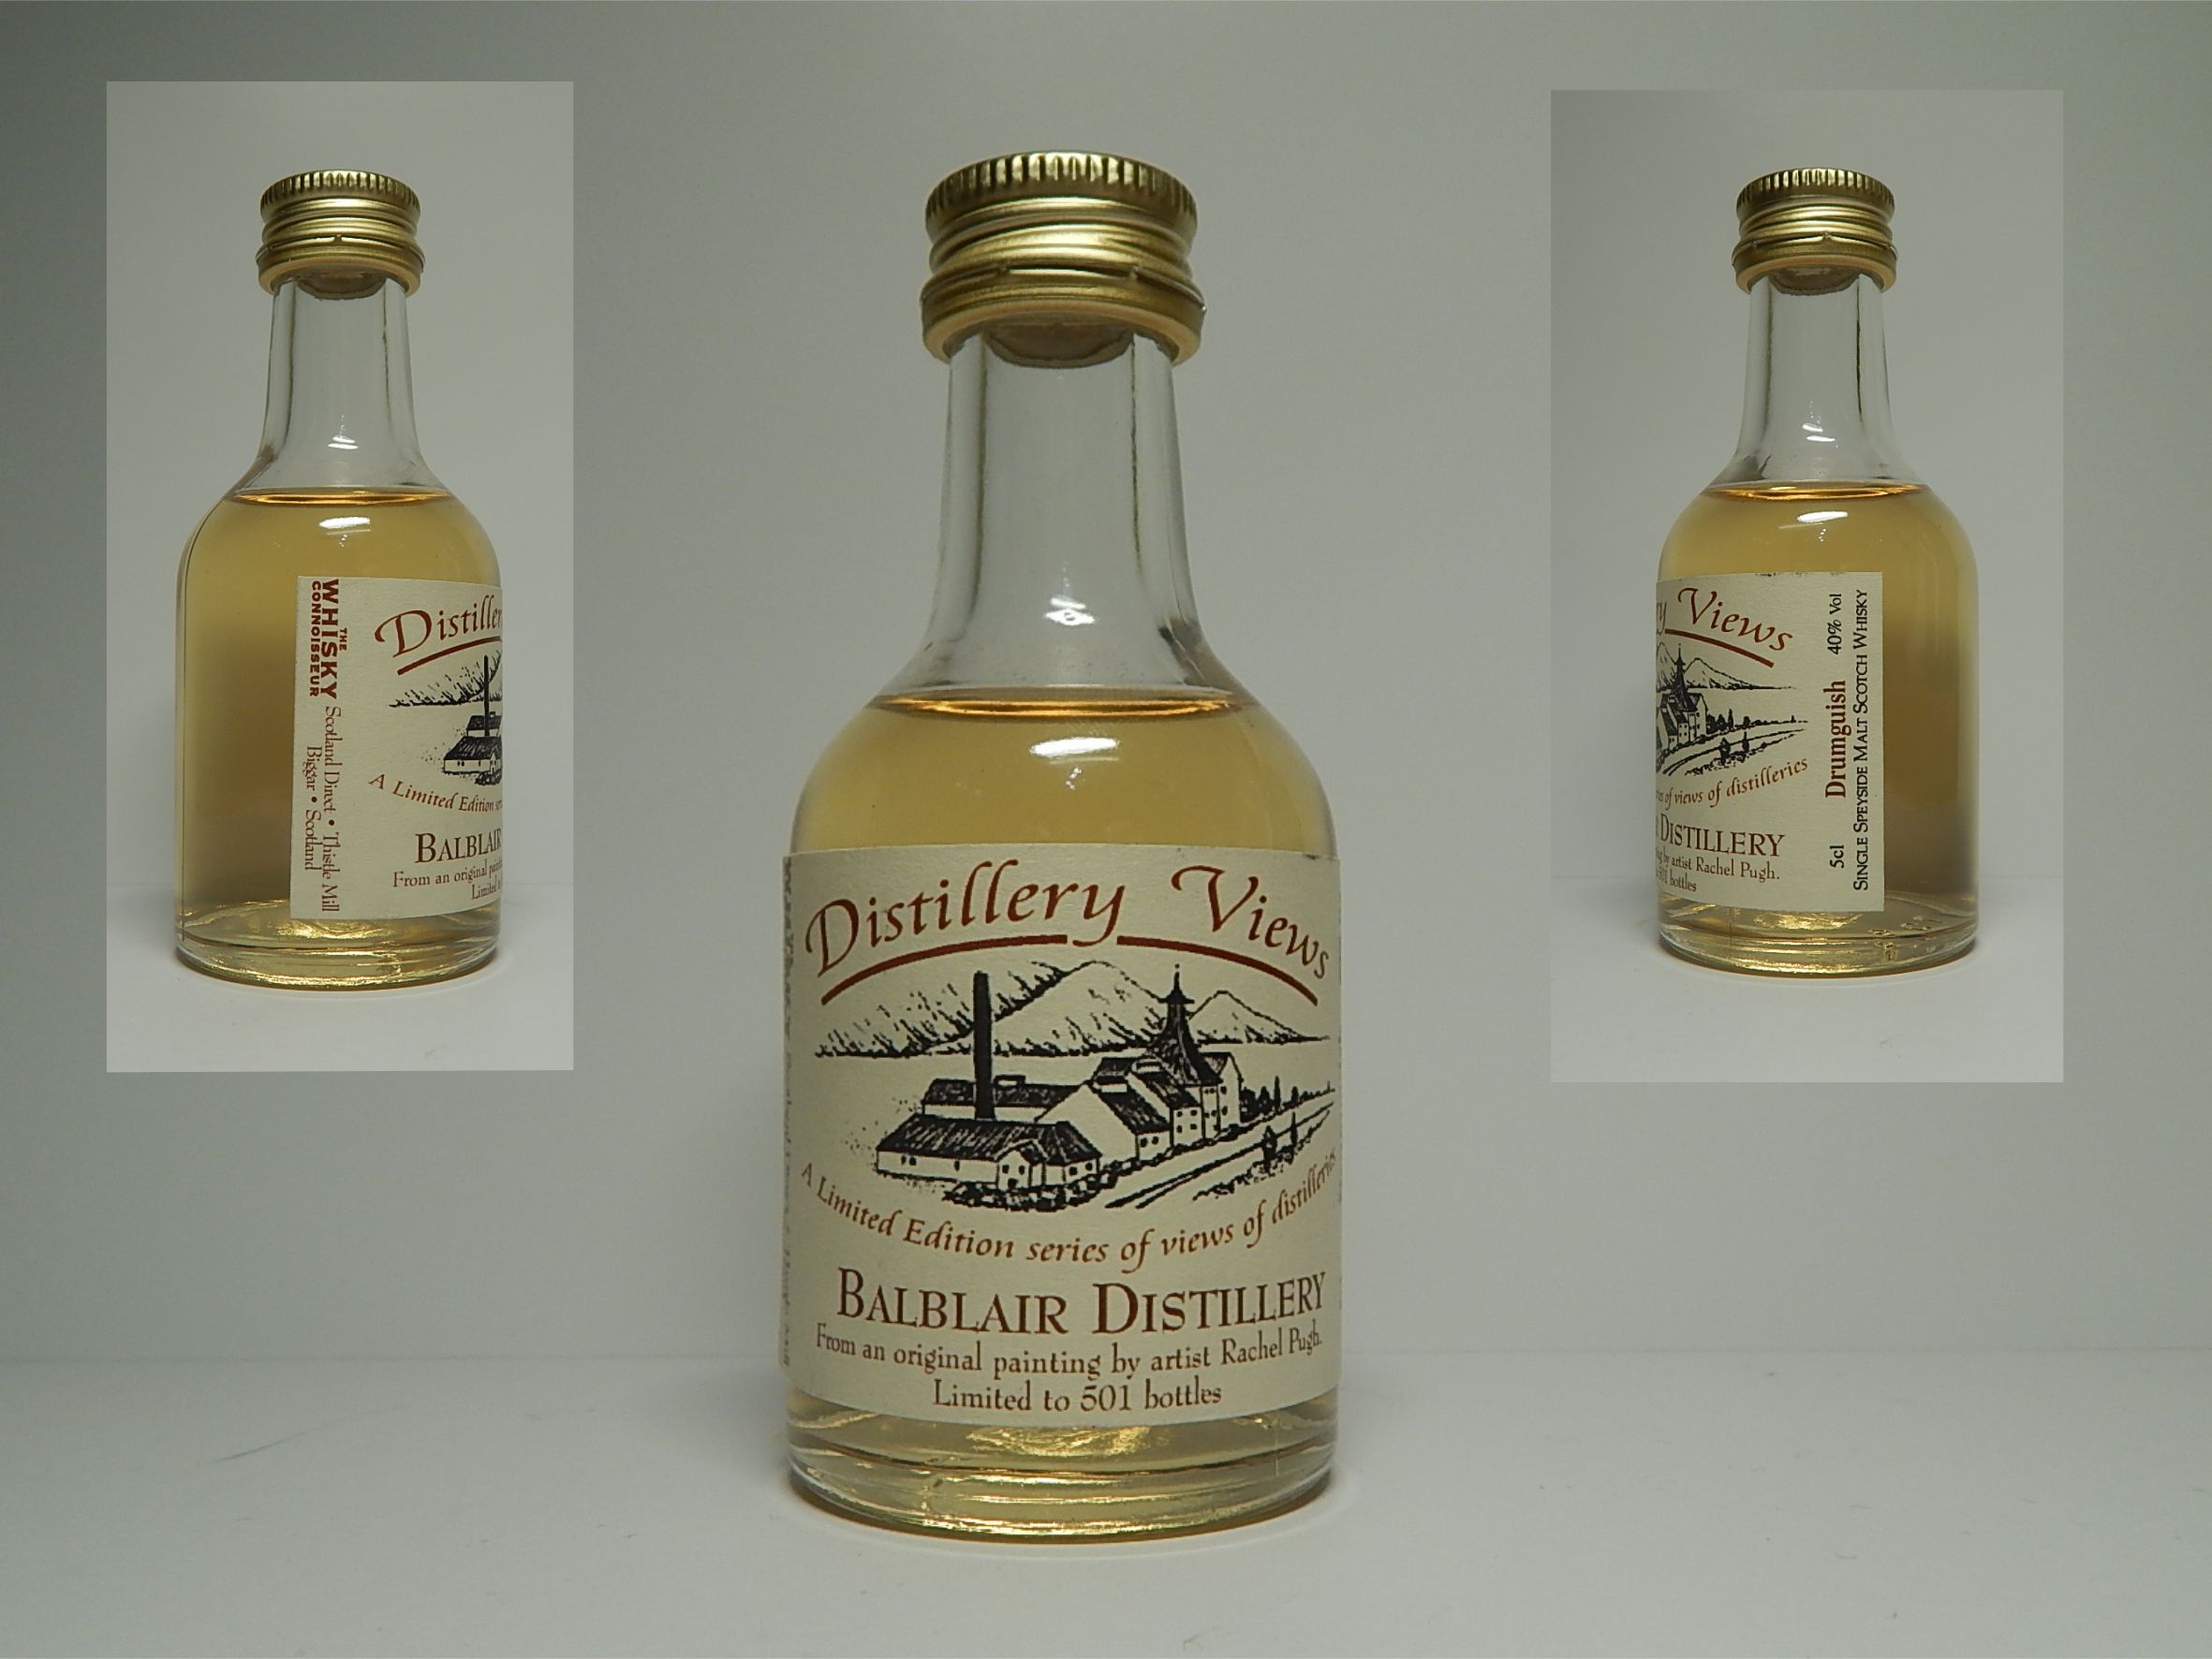 THE
WHISKY
CONNOISSEUR
Scotland Direct • Thistle Mill
Biggar • Scotland
Distiller
A Limited Edition
BALBLAIR
From an original
Distillery Views
A Limited Edition series of views of distilleries
BALBLAIR DISTILLERY
From an original painting by artist Rachel Pugh.
Limited to 501 bottles
y Views
of views of distilleries
DISTILLERY
by artist Rachel Pugh.
501 bottles
5cl Drumguish 40% Vol
SINGLE SPEYSIDE MALT SCOTCH WHISKY